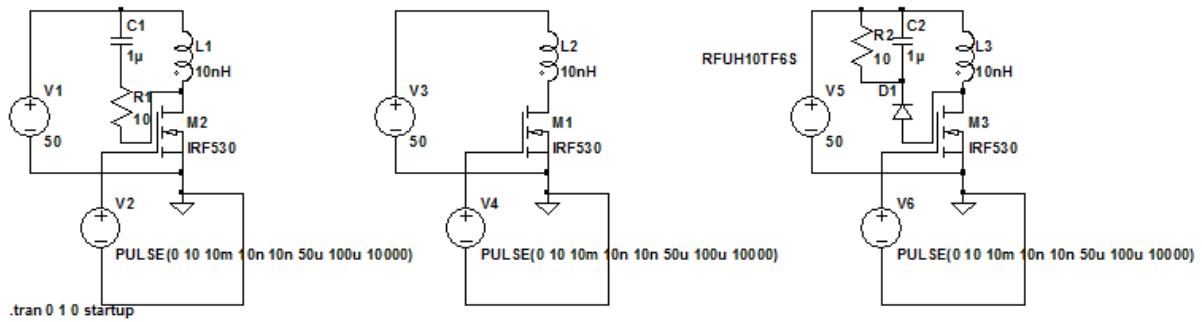 C1
1µ
L1
10nH
R1
10
V1
50
M2
IRF530
V2
PULSE(0 10 10m 10n 10n 50u 100u 10000)
.tran 0 1 0 startup
L2
10nH
V3
50
M1
IRF530
V4
PULSE(0 10 10m 10n 10n 50u 100u 10000)
RFUH10TF6S
R2
10
C2
1µ
L3
10nH
D1
V5
50
M3
IRF530
V6
PULSE(0 10 10m 10n 10n 50u 100u 10000)